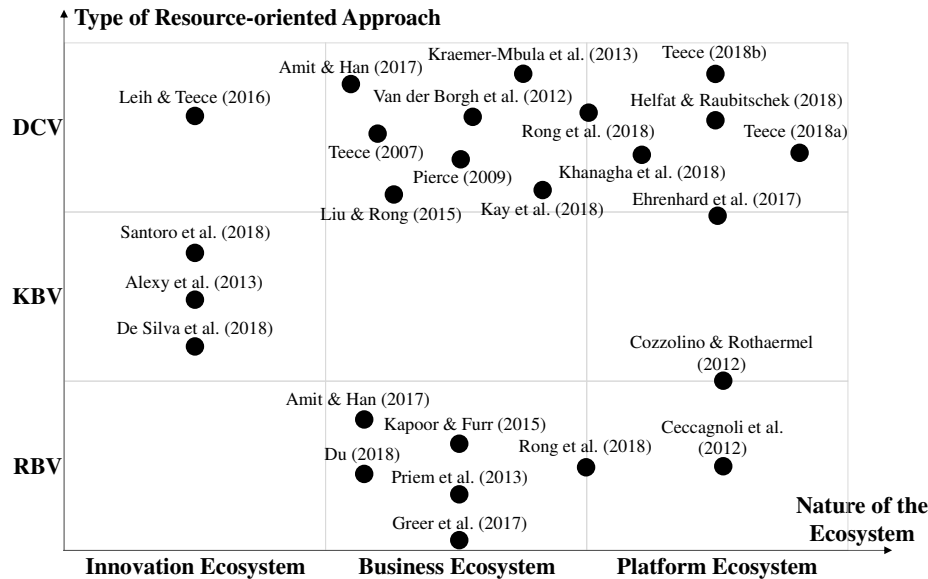 Type of Resource-oriented Approach
Kraemer-Mbula et al. (2013)
Teece (2018b)
Amit & Han (2017)
Leih & Teece (2016)
Van der Borgh et al. (2012)
Helfat & Raubitschek (2018)
DCV
Rong et al. (2018)
Teece (2018a)
Teece (2007)
Pierce (2009)
Khanagha et al. (2018)
Liu & Rong (2015)
Kay et al. (2018)
Ehrenhard et al. (2017)
Santoro et al. (2018)
Alexy et al. (2013)
KBV
De Silva et al. (2018)
Cozzolino & Rothaermel
(2012)
Amit & Han (2017)
Kapoor & Furr (2015)
Ceccagnoli et al.
(2012)
Du (2018)
Rong et al. (2018)
RBV
Priem et al. (2013)
Greer et al. (2017)
Nature of the
Ecosystem
Innovation Ecosystem
Business Ecosystem
Platform Ecosystem